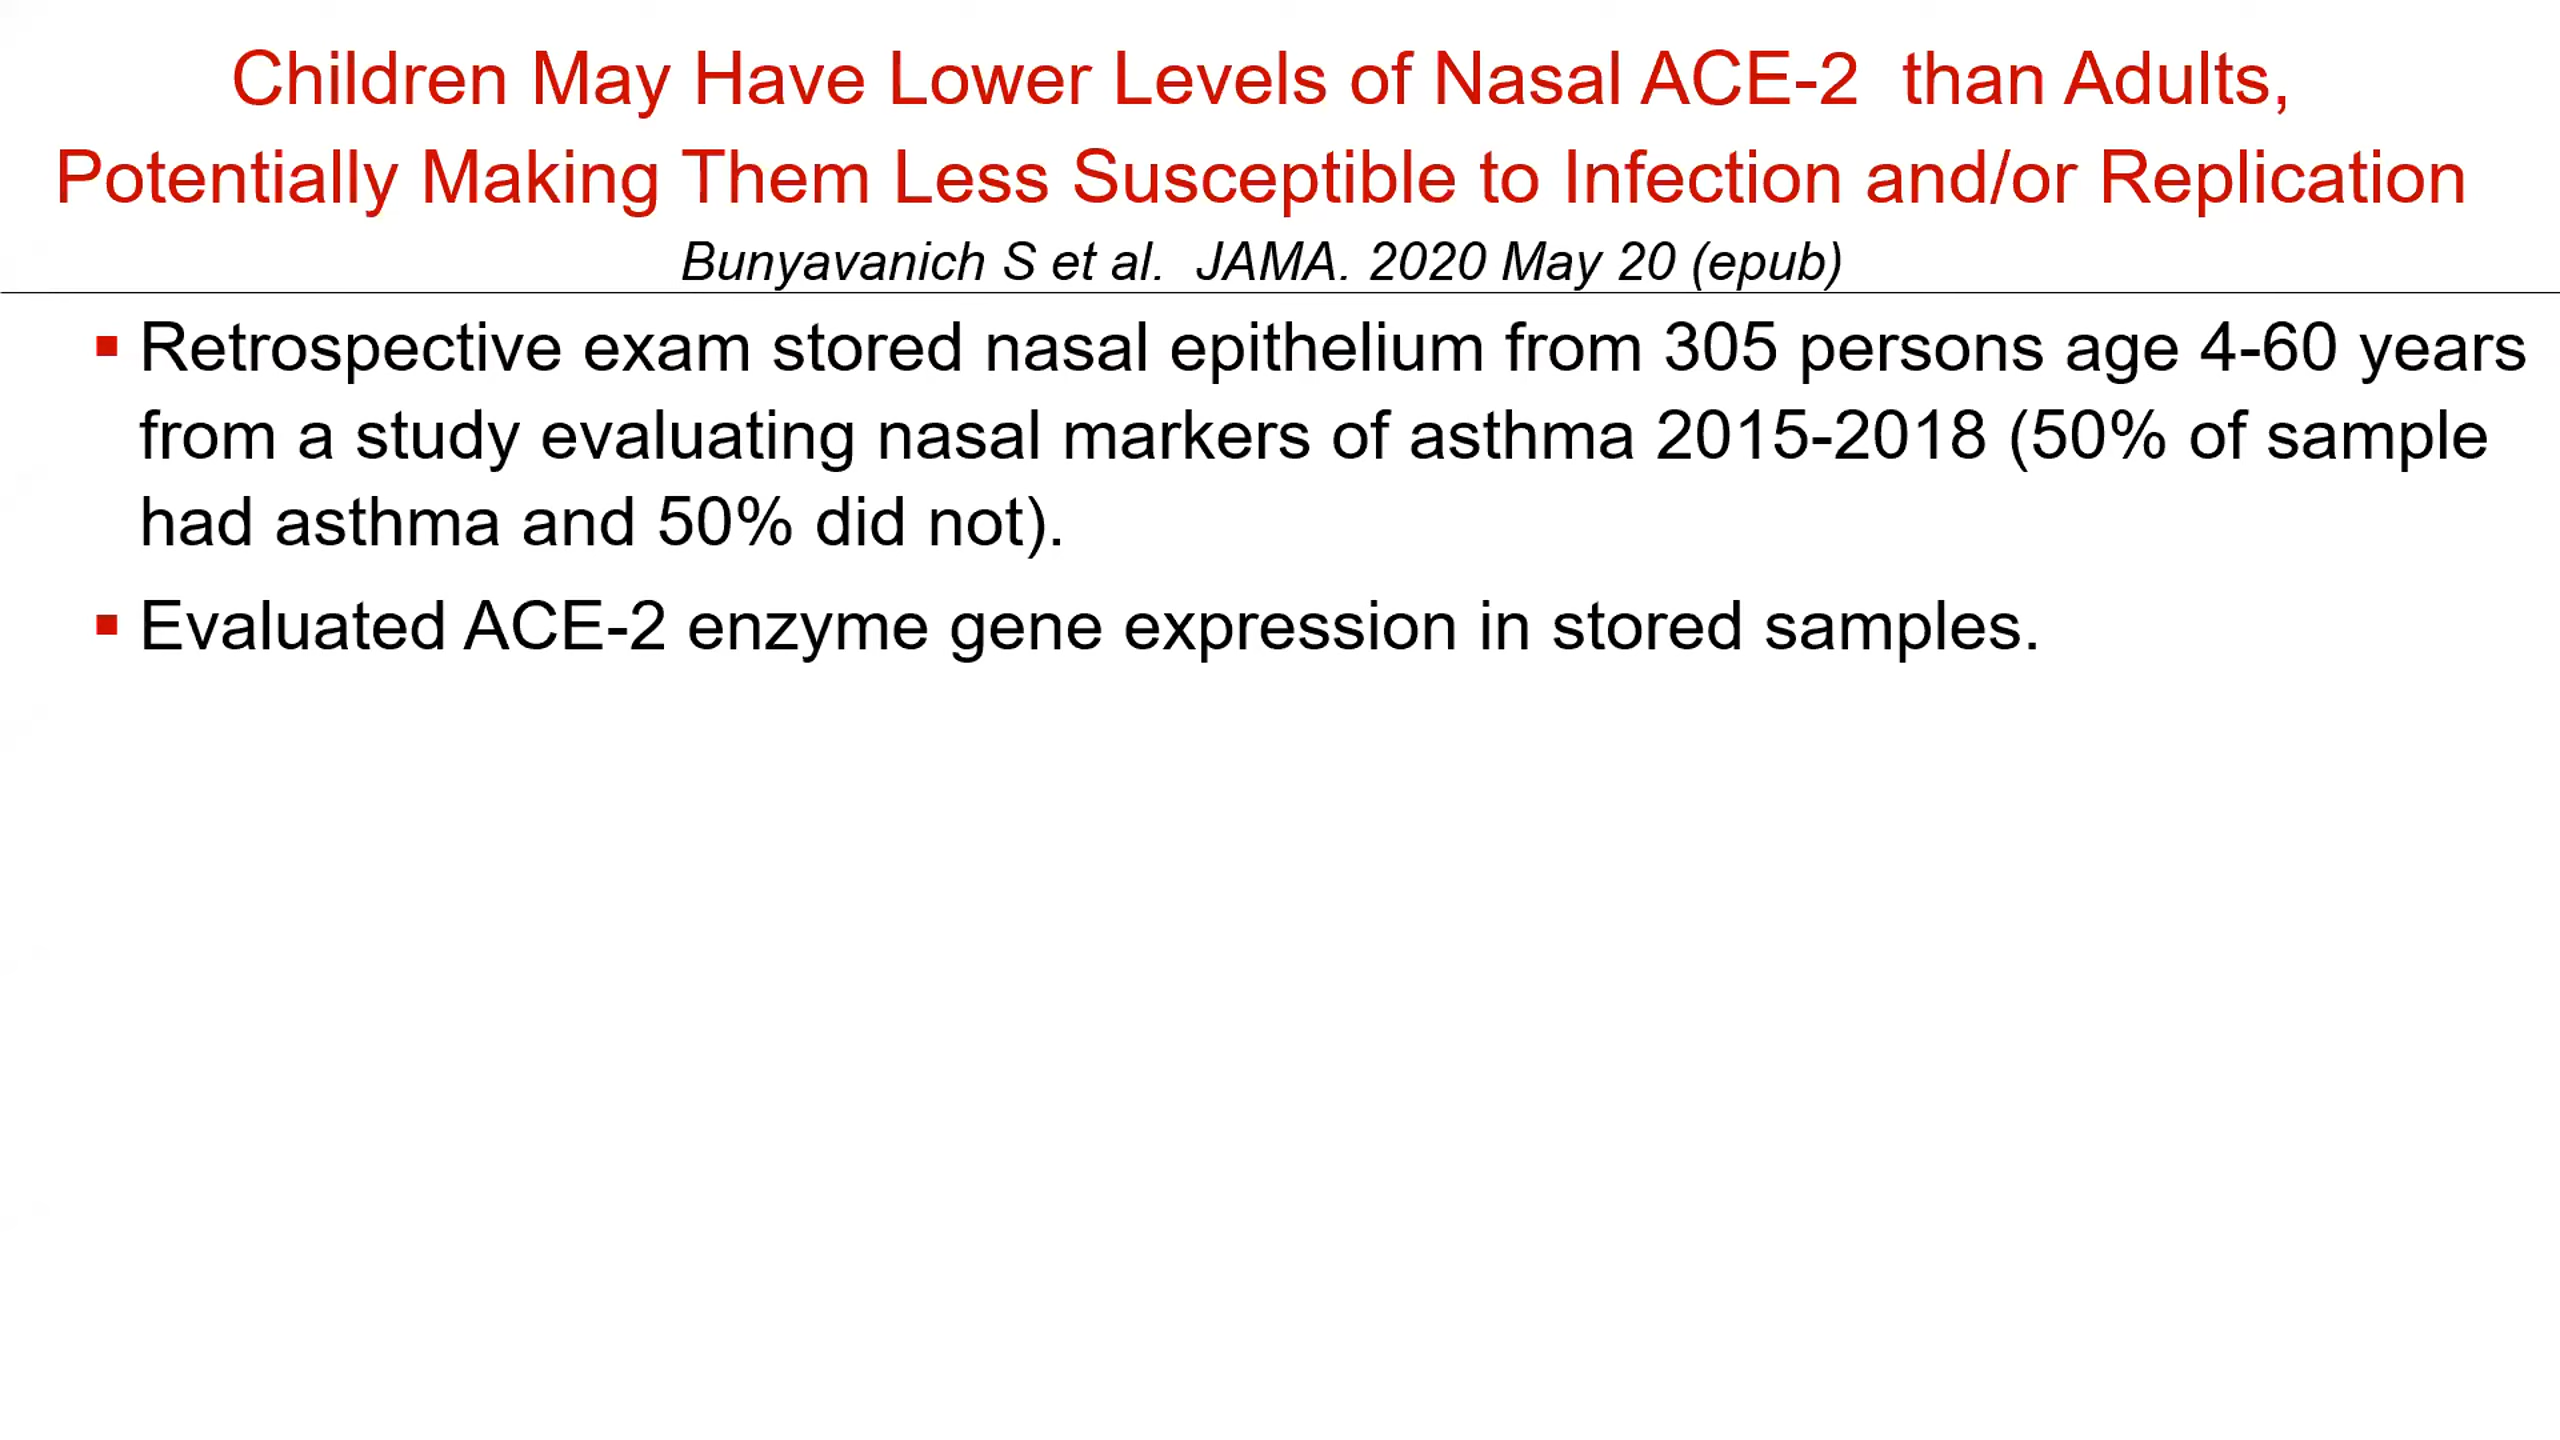 Children May Have Lower Levels of Nasal ACE-2  than Adults,
Potentially Making Them Less Susceptible to Infection and/or Replication
Bunyavanich S et al.  JAMA. 2020 May 20 (epub)
▪ Retrospective exam stored nasal epithelium from 305 persons age 4-60 years
from a study evaluating nasal markers of asthma 2015-2018 (50% of sample
had asthma and 50% did not).
▪ Evaluated ACE-2 enzyme gene expression in stored samples.